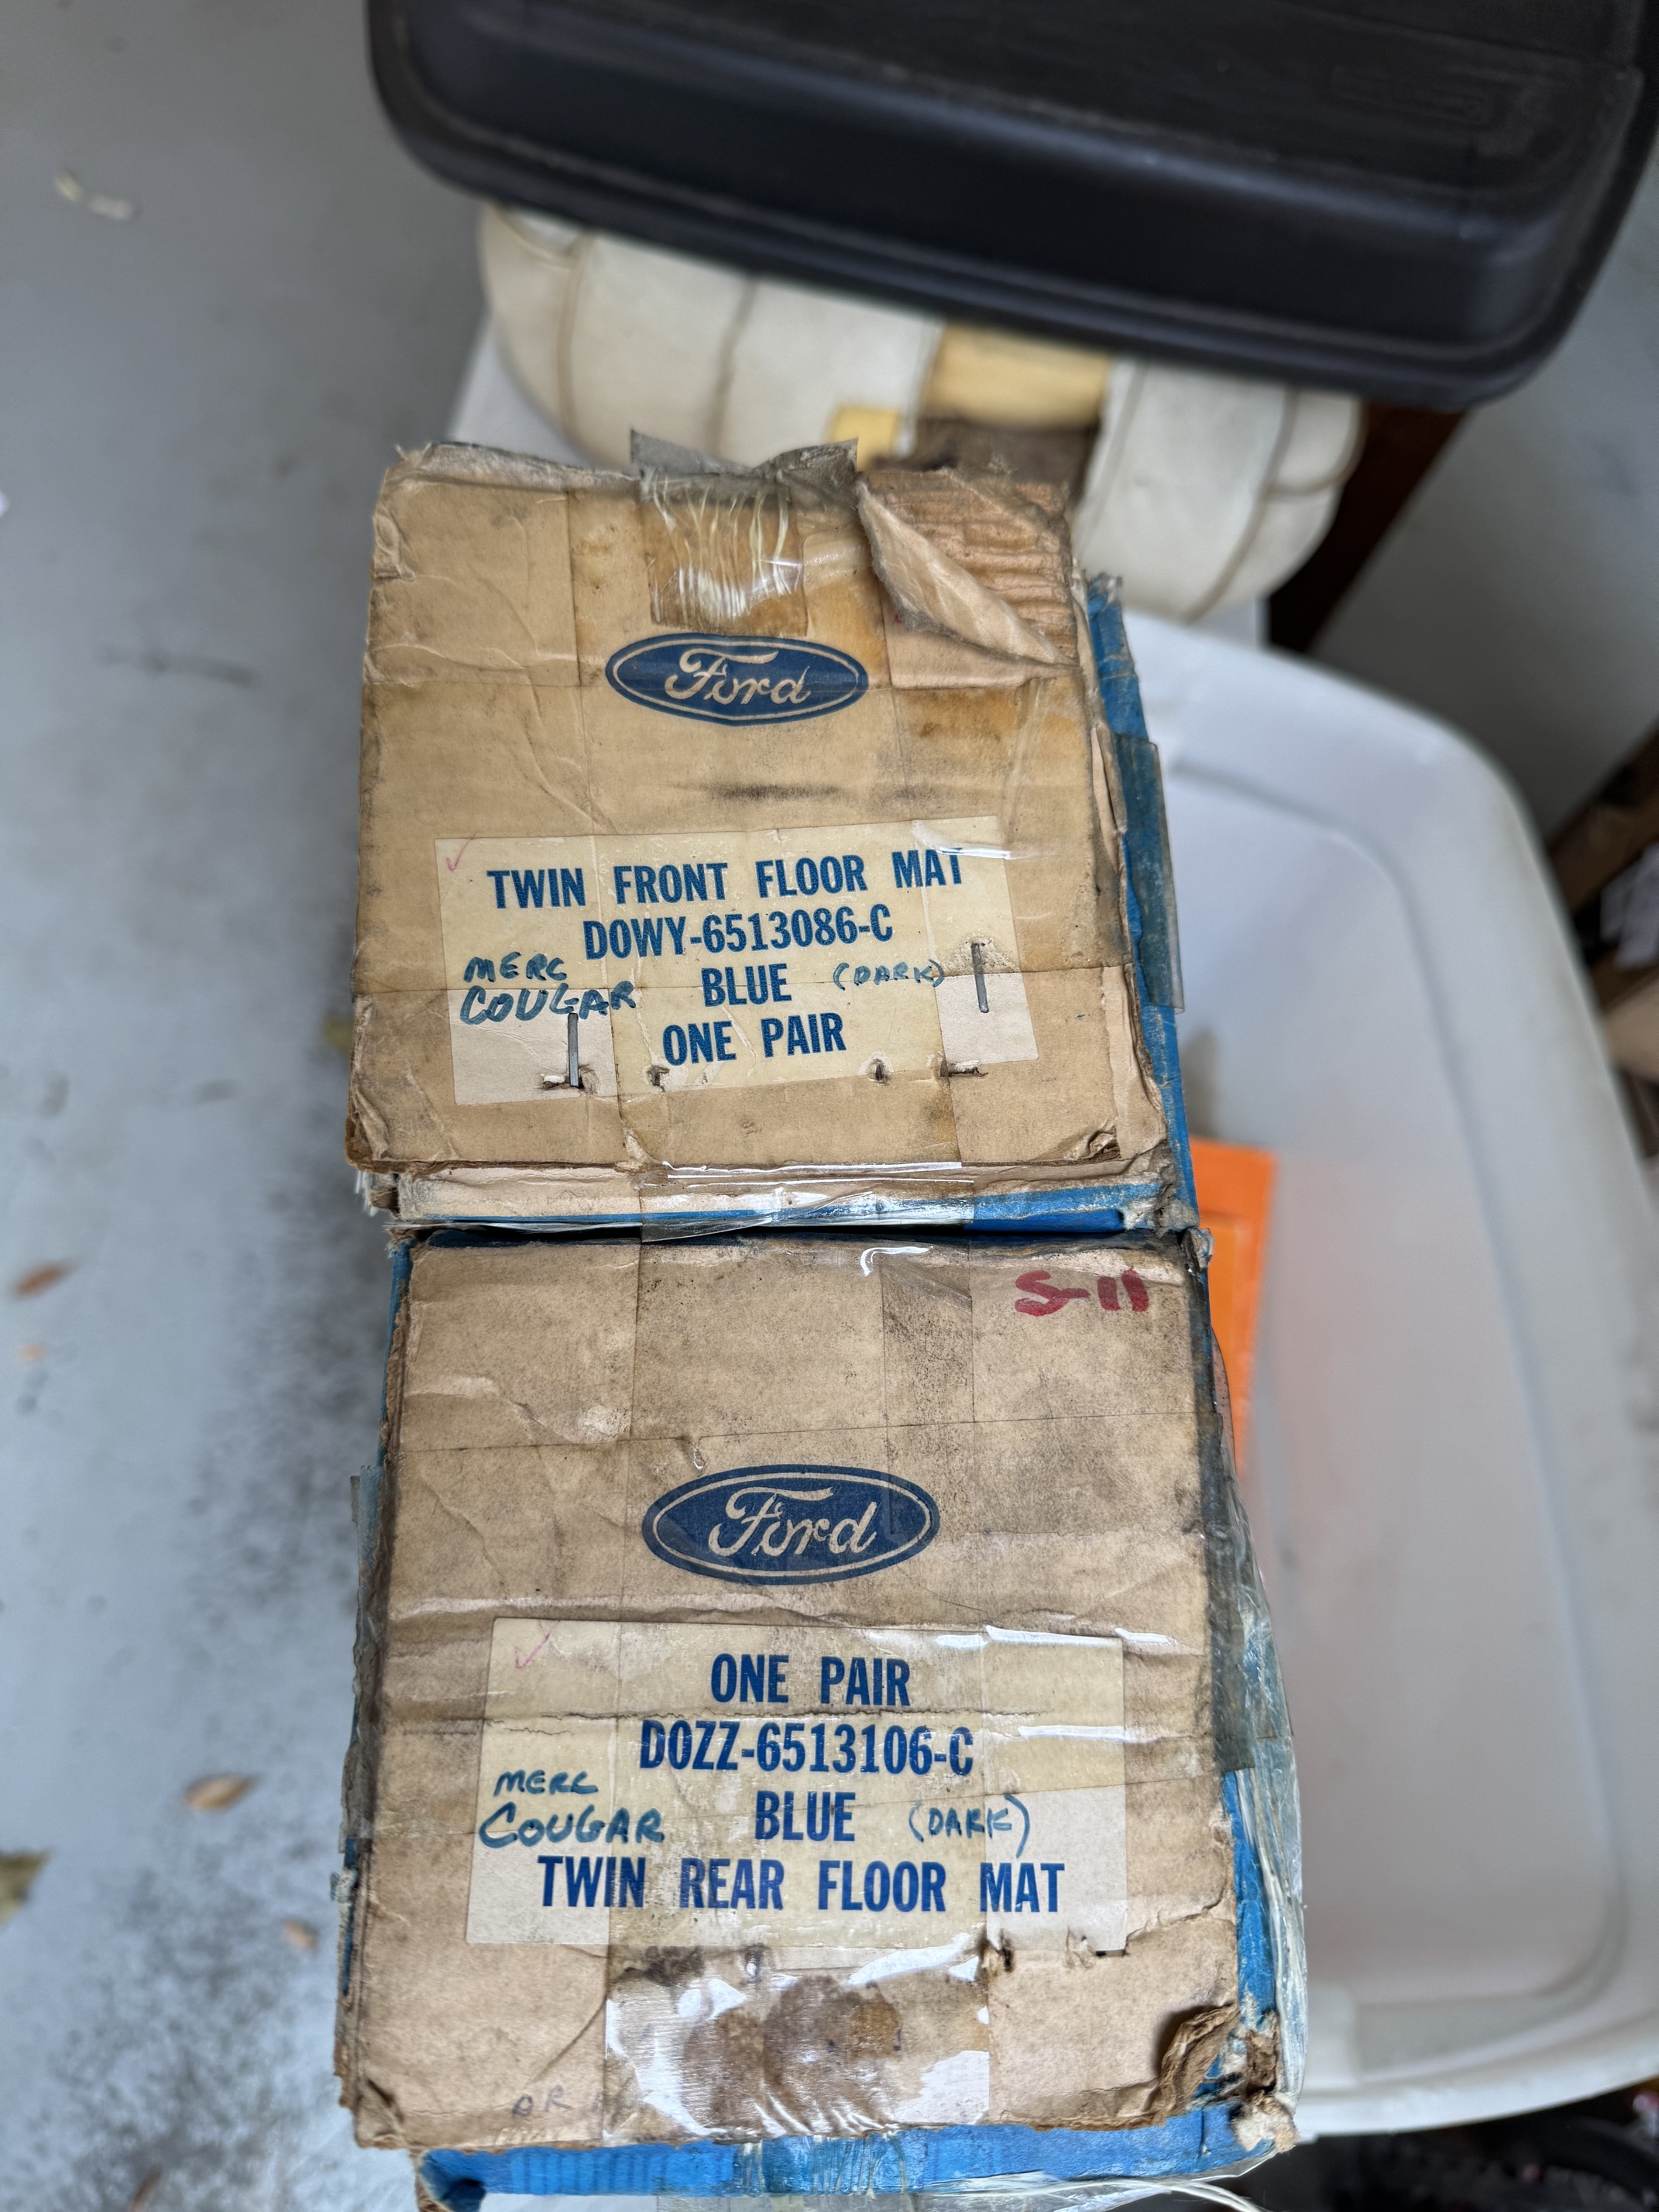 Ford
TWIN FRONT FLOOR MAT
DOWY-6513086-C
MERC
COUGAR BLUE (DARK)
ONE PAIR
S-11
Ford
ONE PAIR
DOZZ-6513106-C
MERC
COUGAR BLUE (DARK)
TWIN REAR FLOOR MAT
OR